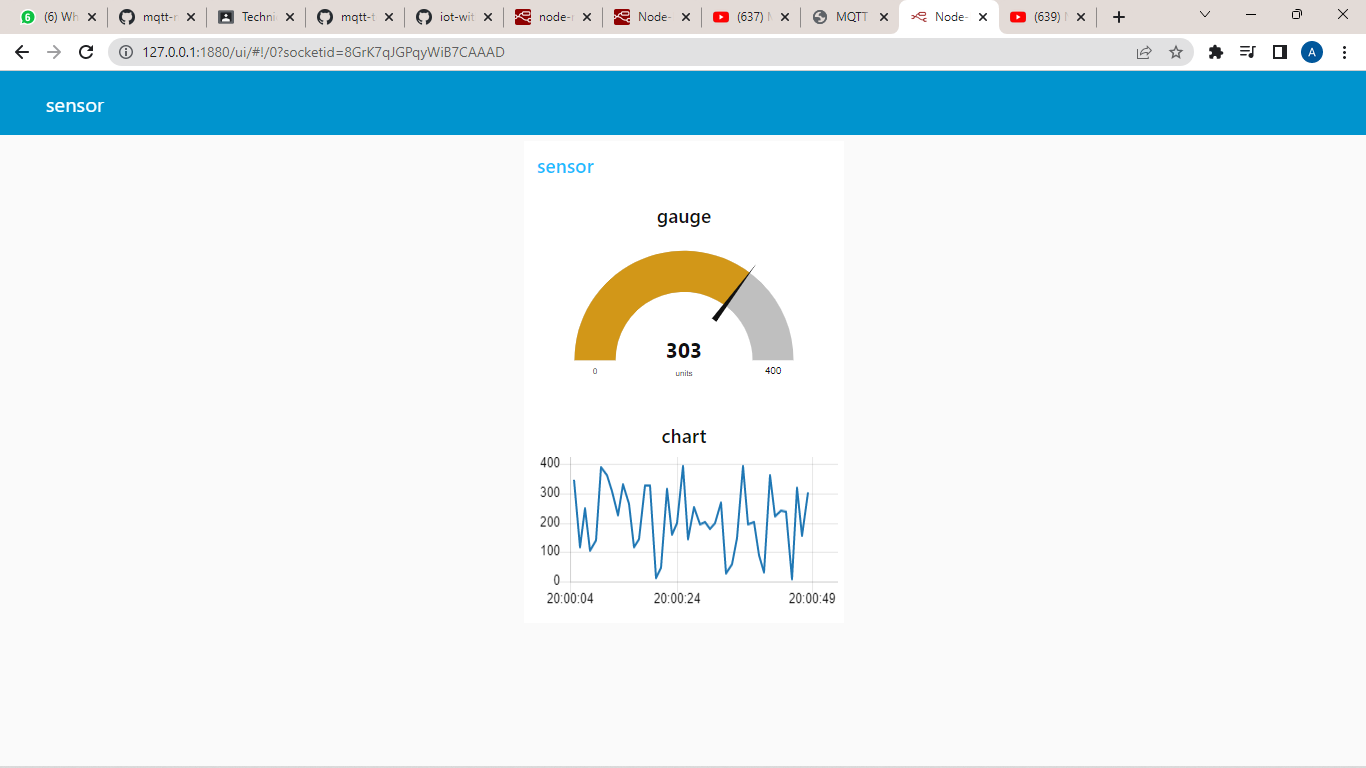 (6) Wh
mqtt-r
Techni
mqtt-t
iot-wit
node-
Node-
(637)
MQTT
Node-
(639)
127.0.0.1:1880/ui/#!/0?socketid=8GrK7qJGPqyWiB7CAAAD
A
sensor
sensor
gauge
303
units
0
400
chart
400
300
200
100
0
20:00:04 20:00:24 20:00:49